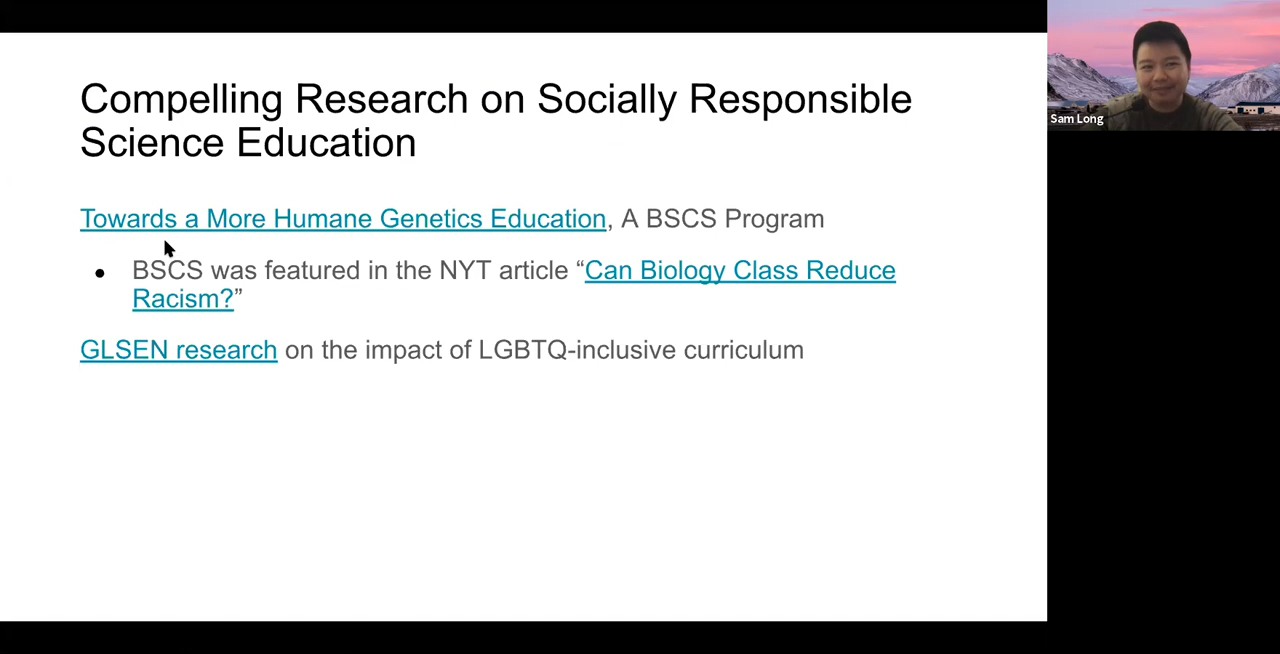 Compelling Research on Socially Responsible
Science Education
Towards a More Humane Genetics Education, A BSCS Program
● BSCS was featured in the NYT article “Can Biology Class Reduce
Racism?”
GLSEN research on the impact of LGBTQ-inclusive curriculum
Sam Long